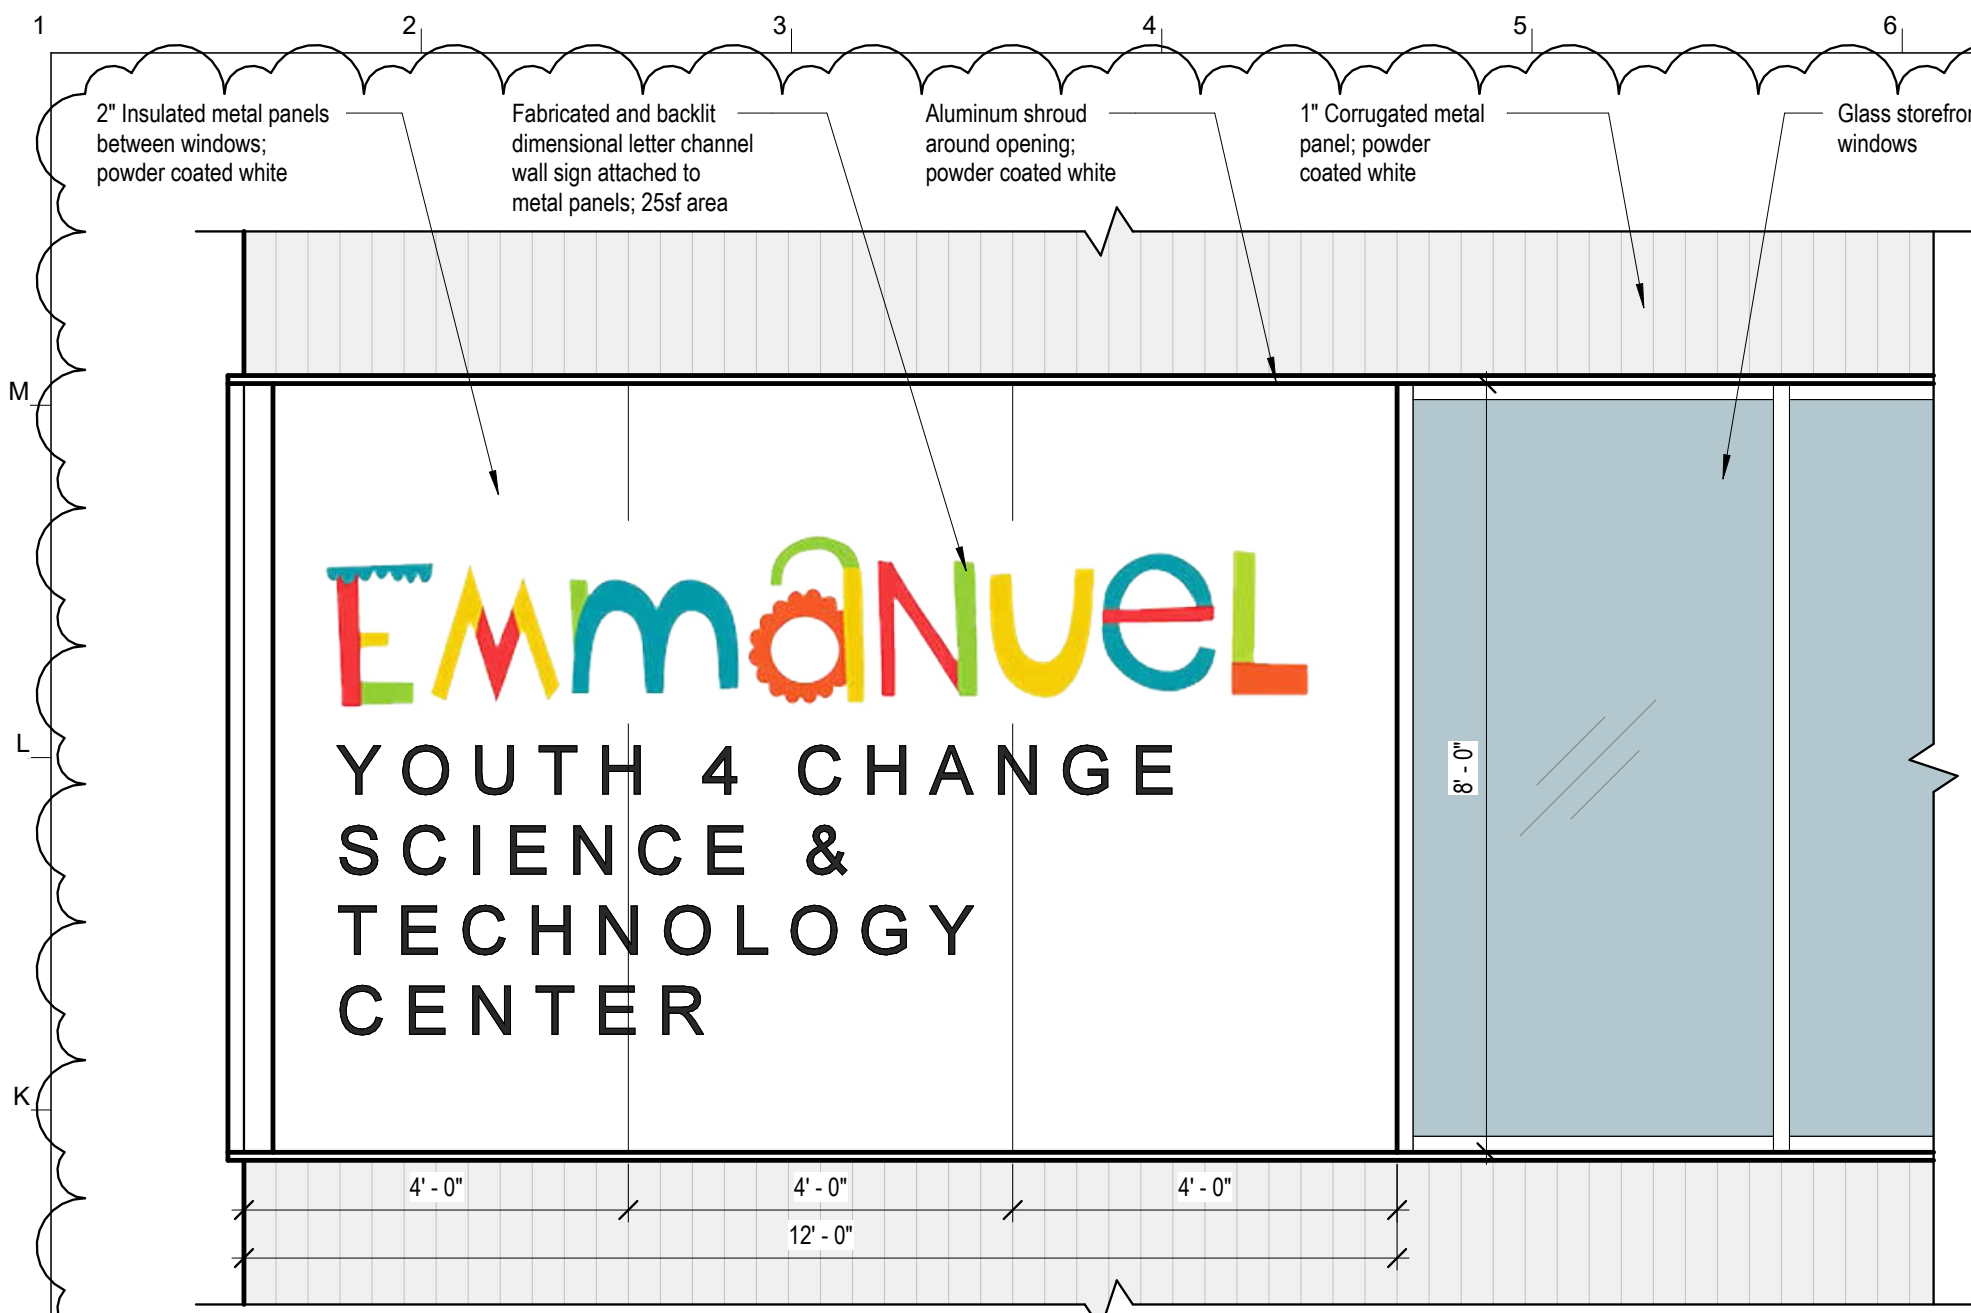 1 2 3 4 5 6
2" Insulated metal panels
between windows;
powder coated white
Fabricated and backlit
dimensional letter channel
wall sign attached to
metal panels; 25sf area
Aluminum shroud
around opening;
powder coated white
1" Corrugated metal
panel; powder
coated white
Glass
windows
M
EMMANUEL
L
YOUTH 4 CHANGE
SCIENCE &
TECHNOLOGY
CENTER
8' - 0"
K
4' - 0" 4' - 0" 4' - 0"
12' - 0"